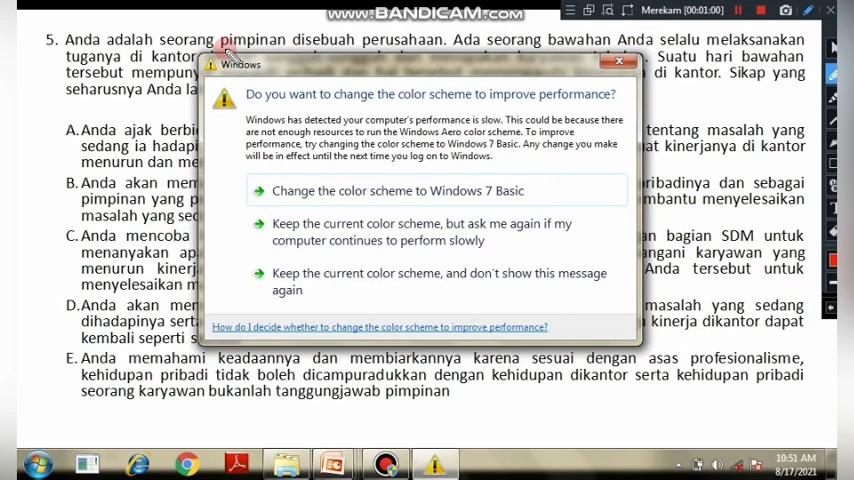 www.BANDICAM.com
Merekam [00:01:00]
5. Anda adalah seorang pimpinan disebuah perusahaan. Ada seorang bawahan Anda selalu melaksanakan
tuganya di kantor Suatu hari bawahan
tersebut mempun di kantor. Sikap yang
seharusnya Anda la
Windows
Do you want to change the color scheme to improve performance?
Windows has detected your computer's performance is slow. This could be because there
are not enough resources to run the Windows Aero color scheme. To improve
performance, try changing the color scheme to Windows 7 Basic. Any change you make
will be in effect until the next time you log on to Windows.
Change the color scheme to Windows 7 Basic
Keep the current color scheme, but ask me again if my
computer continues to perform slowly
Keep the current color scheme, and don't show this message
again
How do I decide whether to change the color scheme to improve performance?
A. Anda ajak berbi tentang masalah yang
sedang ia hadapi at kinerjanya di kantor
menurun dan me
B. Anda akan mem pribadinya dan sebagai
pimpinan yang p mbantu menyelesaikan
masalah yang sed
C. Anda mencoba an bagian SDM untuk
menanyakan apa angani karyawan yang
menurun kinerj Anda tersebut untuk
menyelesaikan m
D. Anda akan mem masalah yang sedang
dihadapinya serta kinerja dikantor dapat
kembali seperti s
E. Anda memahami keadaannya dan membiarkannya karena sesuai dengan asas profesionalisme,
kehidupan pribadi tidak boleh dicampuradukkan dengan kehidupan dikantor serta kehidupan pribadi
seorang karyawan bukanlah tanggungjawab pimpinan
10:51 AM
8/17/2021